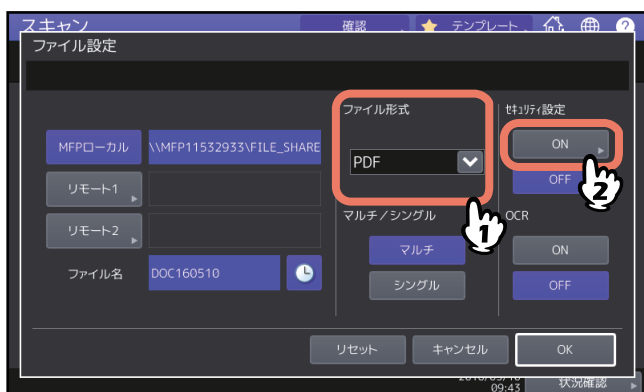 スキャン
確認
テンプレート
?
ファイル設定
ファイル形式
セキュリティ設定
MFPローカル
\\MFP11532933\FILE_SHARE
PDF
ON
OFF
2
リモート1
1
マルチ／シングル
OCR
リモート2
マルチ
ON
ファイル名
DOC160510
シングル
OFF
リセット
キャンセル
OK
09:43
状況確認